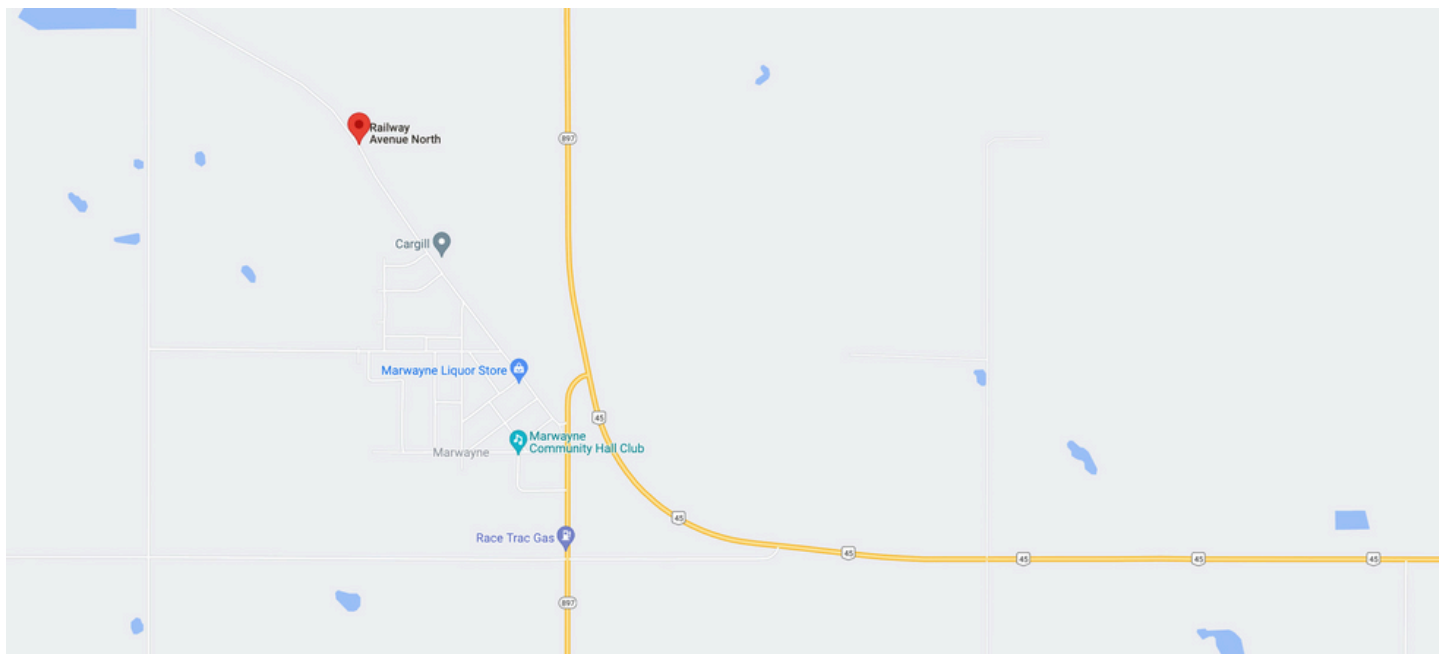 Railway
Avenue North
897
Cargill
Marwayne Liquor Store
45
Marwayne
Community Hall Club
Marwayne
45
Race Trac Gas
45
45
45
45
897